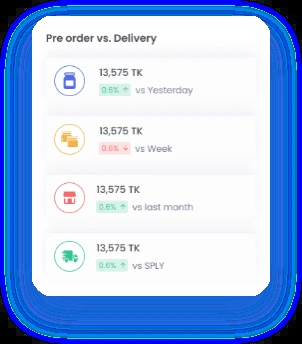 Pre order vs. Delivery
13,575 TK
0.6% ↑ vs Yesterday
13,575 TK
0.6% ↓ vs Week
13,575 TK
0.6% ↑ vs last month
13,575 TK
0.6% ↑ vs SPLY